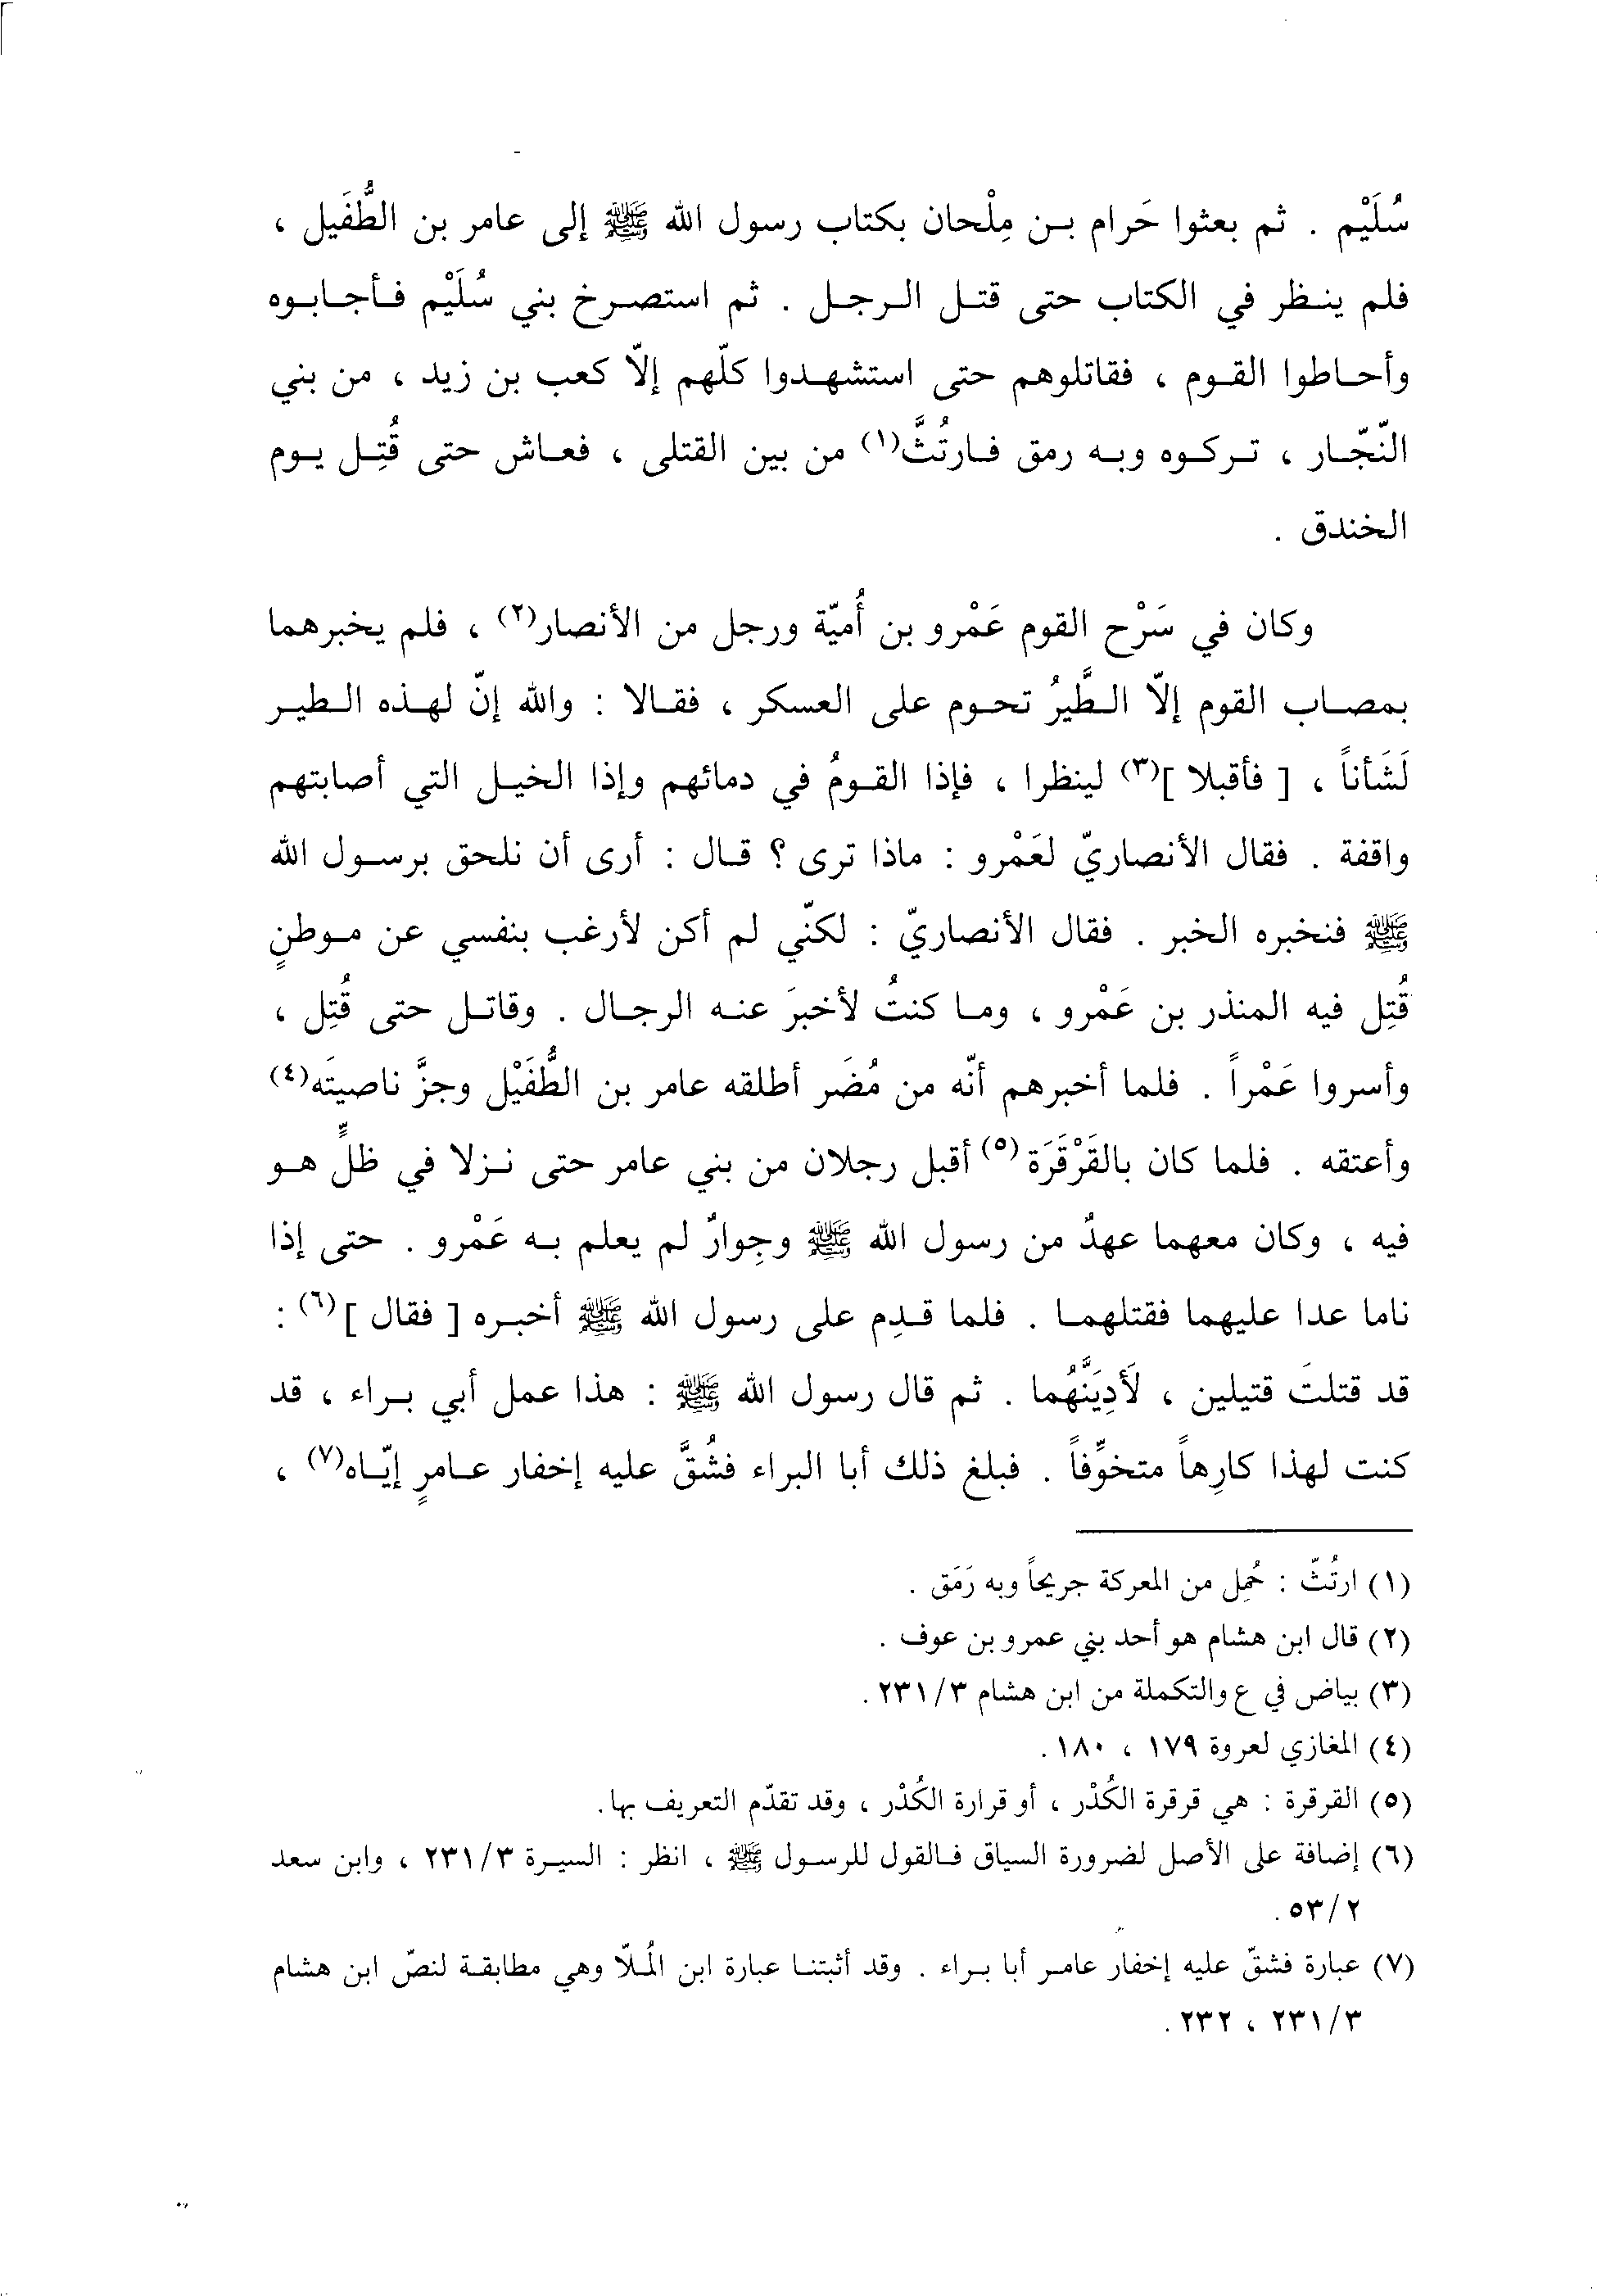 سُلَيْم . ثم بعثوا حَرام بن مِلْحان بكتاب رسول الله ﷺ إلى عامر بن الطُّفَيل ،
فلم ينظر في الكتاب حتى قتل الرجل . ثم استصرخ بني سُلَيْم فأجابوه
وأحاطوا القوم ، فقاتلوهم حتى استشهدوا كلّهم إلّا كعب بن زيد ، من بني
النّجّار ، تركوه وبه رمق فارتُثَّ(١) من بين القتلى ، فعاش حتى قُتِل يوم
الخندق .
وكان في سَرْح القوم عَمْرو بن أُميّة ورجل من الأنصار(٢) ، فلم يخبرهما
بمصاب القوم إلّا الطَّيرُ تحوم على العسكر ، فقالا : والله إنّ لهذه الطير
لَشَأناً ، [ فأقبلا ](٣) لينظرا ، فإذا القومُ في دمائهم وإذا الخيل التي أصابتهم
واقفة . فقال الأنصاريّ لعَمْرو : ماذا ترى ؟ قال : أرى أن نلحق برسول الله
ﷺ فنخبره الخبر . فقال الأنصاريّ : لكنّي لم أكن لأرغب بنفسي عن موطنٍ
قُتِل فيه المنذر بن عَمْرو ، وما كنتُ لأخبرَ عنه الرجال . وقاتل حتى قُتِل ،
وأسروا عَمْراً . فلما أخبرهم أنّه من مُضَر أطلقه عامر بن الطُّفَيْل وجزَّ ناصيتَه(٤)
وأعتقه . فلما كان بالقَرْقَرَة(٥) أقبل رجلان من بني عامر حتى نزلا في ظلٍّ هو
فيه ، وكان معهما عهدٌ من رسول الله ﷺ وجِوارٌ لم يعلم به عَمْرو . حتى إذا
ناما عدا عليهما فقتلهما . فلما قدِم على رسول الله ﷺ أخبره [ فقال ](٦) :
قد قتلتَ قتيلين ، لَأَدِيَنَّهُما . ثم قال رسول الله ﷺ : هذا عمل أبي براء ، قد
كنت لهذا كارِهاً متخوِّفاً . فبلغ ذلك أبا البراء فشُقَّ عليه إخفار عامرٍ إيّاه(٧) ،
(١) ارتُثّ : حُمِل من المعركة جريحاً وبه رَمَق .
(٢) قال ابن هشام هو أحد بني عمرو بن عوف .
(٣) بياض في ع والتكملة من ابن هشام ٣/ ٢٣١ .
(٤) المغازي لعروة ١٧٩ ، ١٨٠ .
(٥) القرقرة : هي قرقرة الكُدْر ، أو قرارة الكُدْر ، وقد تقدّم التعريف بها .
(٦) إضافة على الأصل لضرورة السياق فالقول للرسول ﷺ ، انظر : السيرة ٣/ ٢٣١ ، وابن سعد
٢/ ٥٣ .
(٧) عبارة فشقّ عليه إخفار عامر أبا براء . وقد أثبتنا عبارة ابن المُلّا وهي مطابقة لنصّ ابن هشام
٣/ ٢٣١ ، ٢٣٢ .